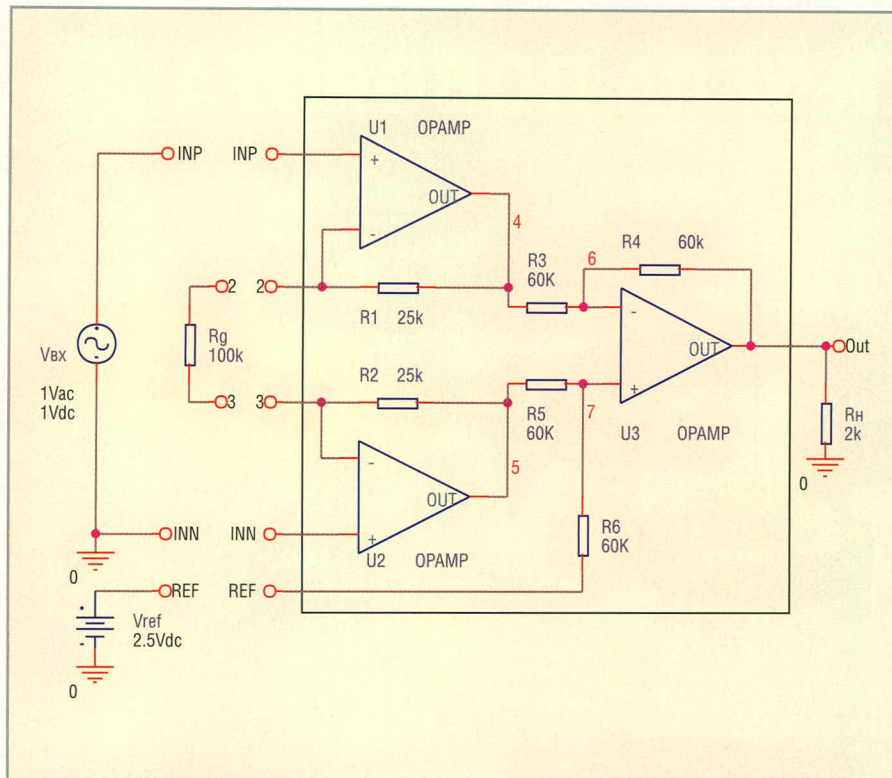 U1 OPAMP
INP INP
+
OUT
-
4
2 2
R1 25k
R3
60K
6
R4 60k
-
OUT
+
Out
Rg
100k
VBX
1Vac
1Vdc
3 3
R2 25k
R5
60K
7
U3 OPAMP
RH
2k
0
-
OUT
5
+
INN INN
U2 OPAMP
R6
60K
0
REF REF
+
-
Vref
2.5Vdc
0